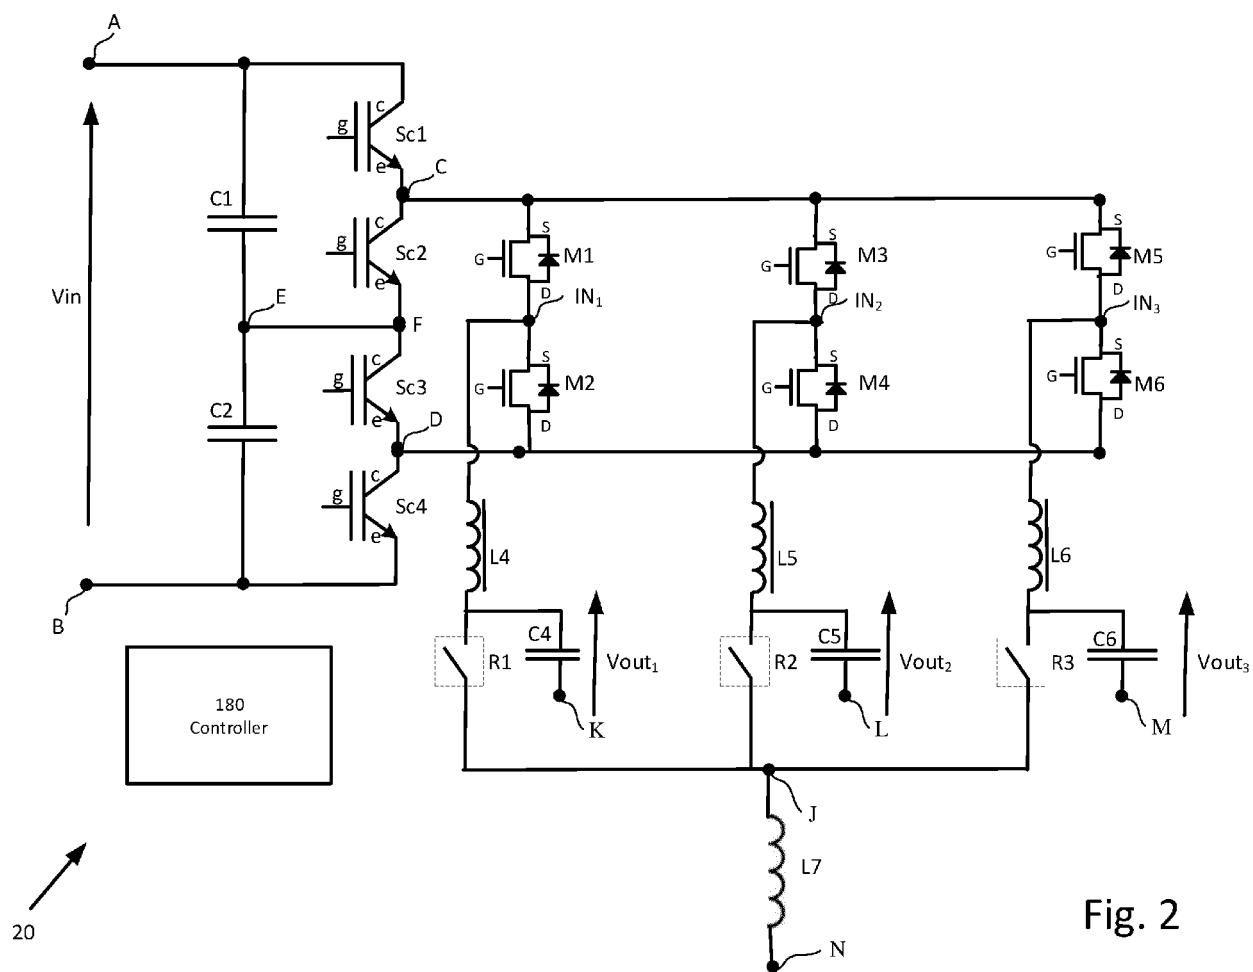 A
c
g
Sc1
e
C
C1
c
S
g
Sc2
G
M1
e
D
S
G
M3
D
S
G
M5
D
Vin
E
F
IN₁
IN₂
IN₃
c
g
Sc3
e
S
G
M2
D
S
G
M4
D
S
G
M6
D
C2
D
c
g
Sc4
e
L4
L5
L6
B
R1
C4
Vout₁
R2
C5
Vout₂
R3
C6
Vout₃
K
L
M
180
Controller
J
L7
20
N
Fig. 2